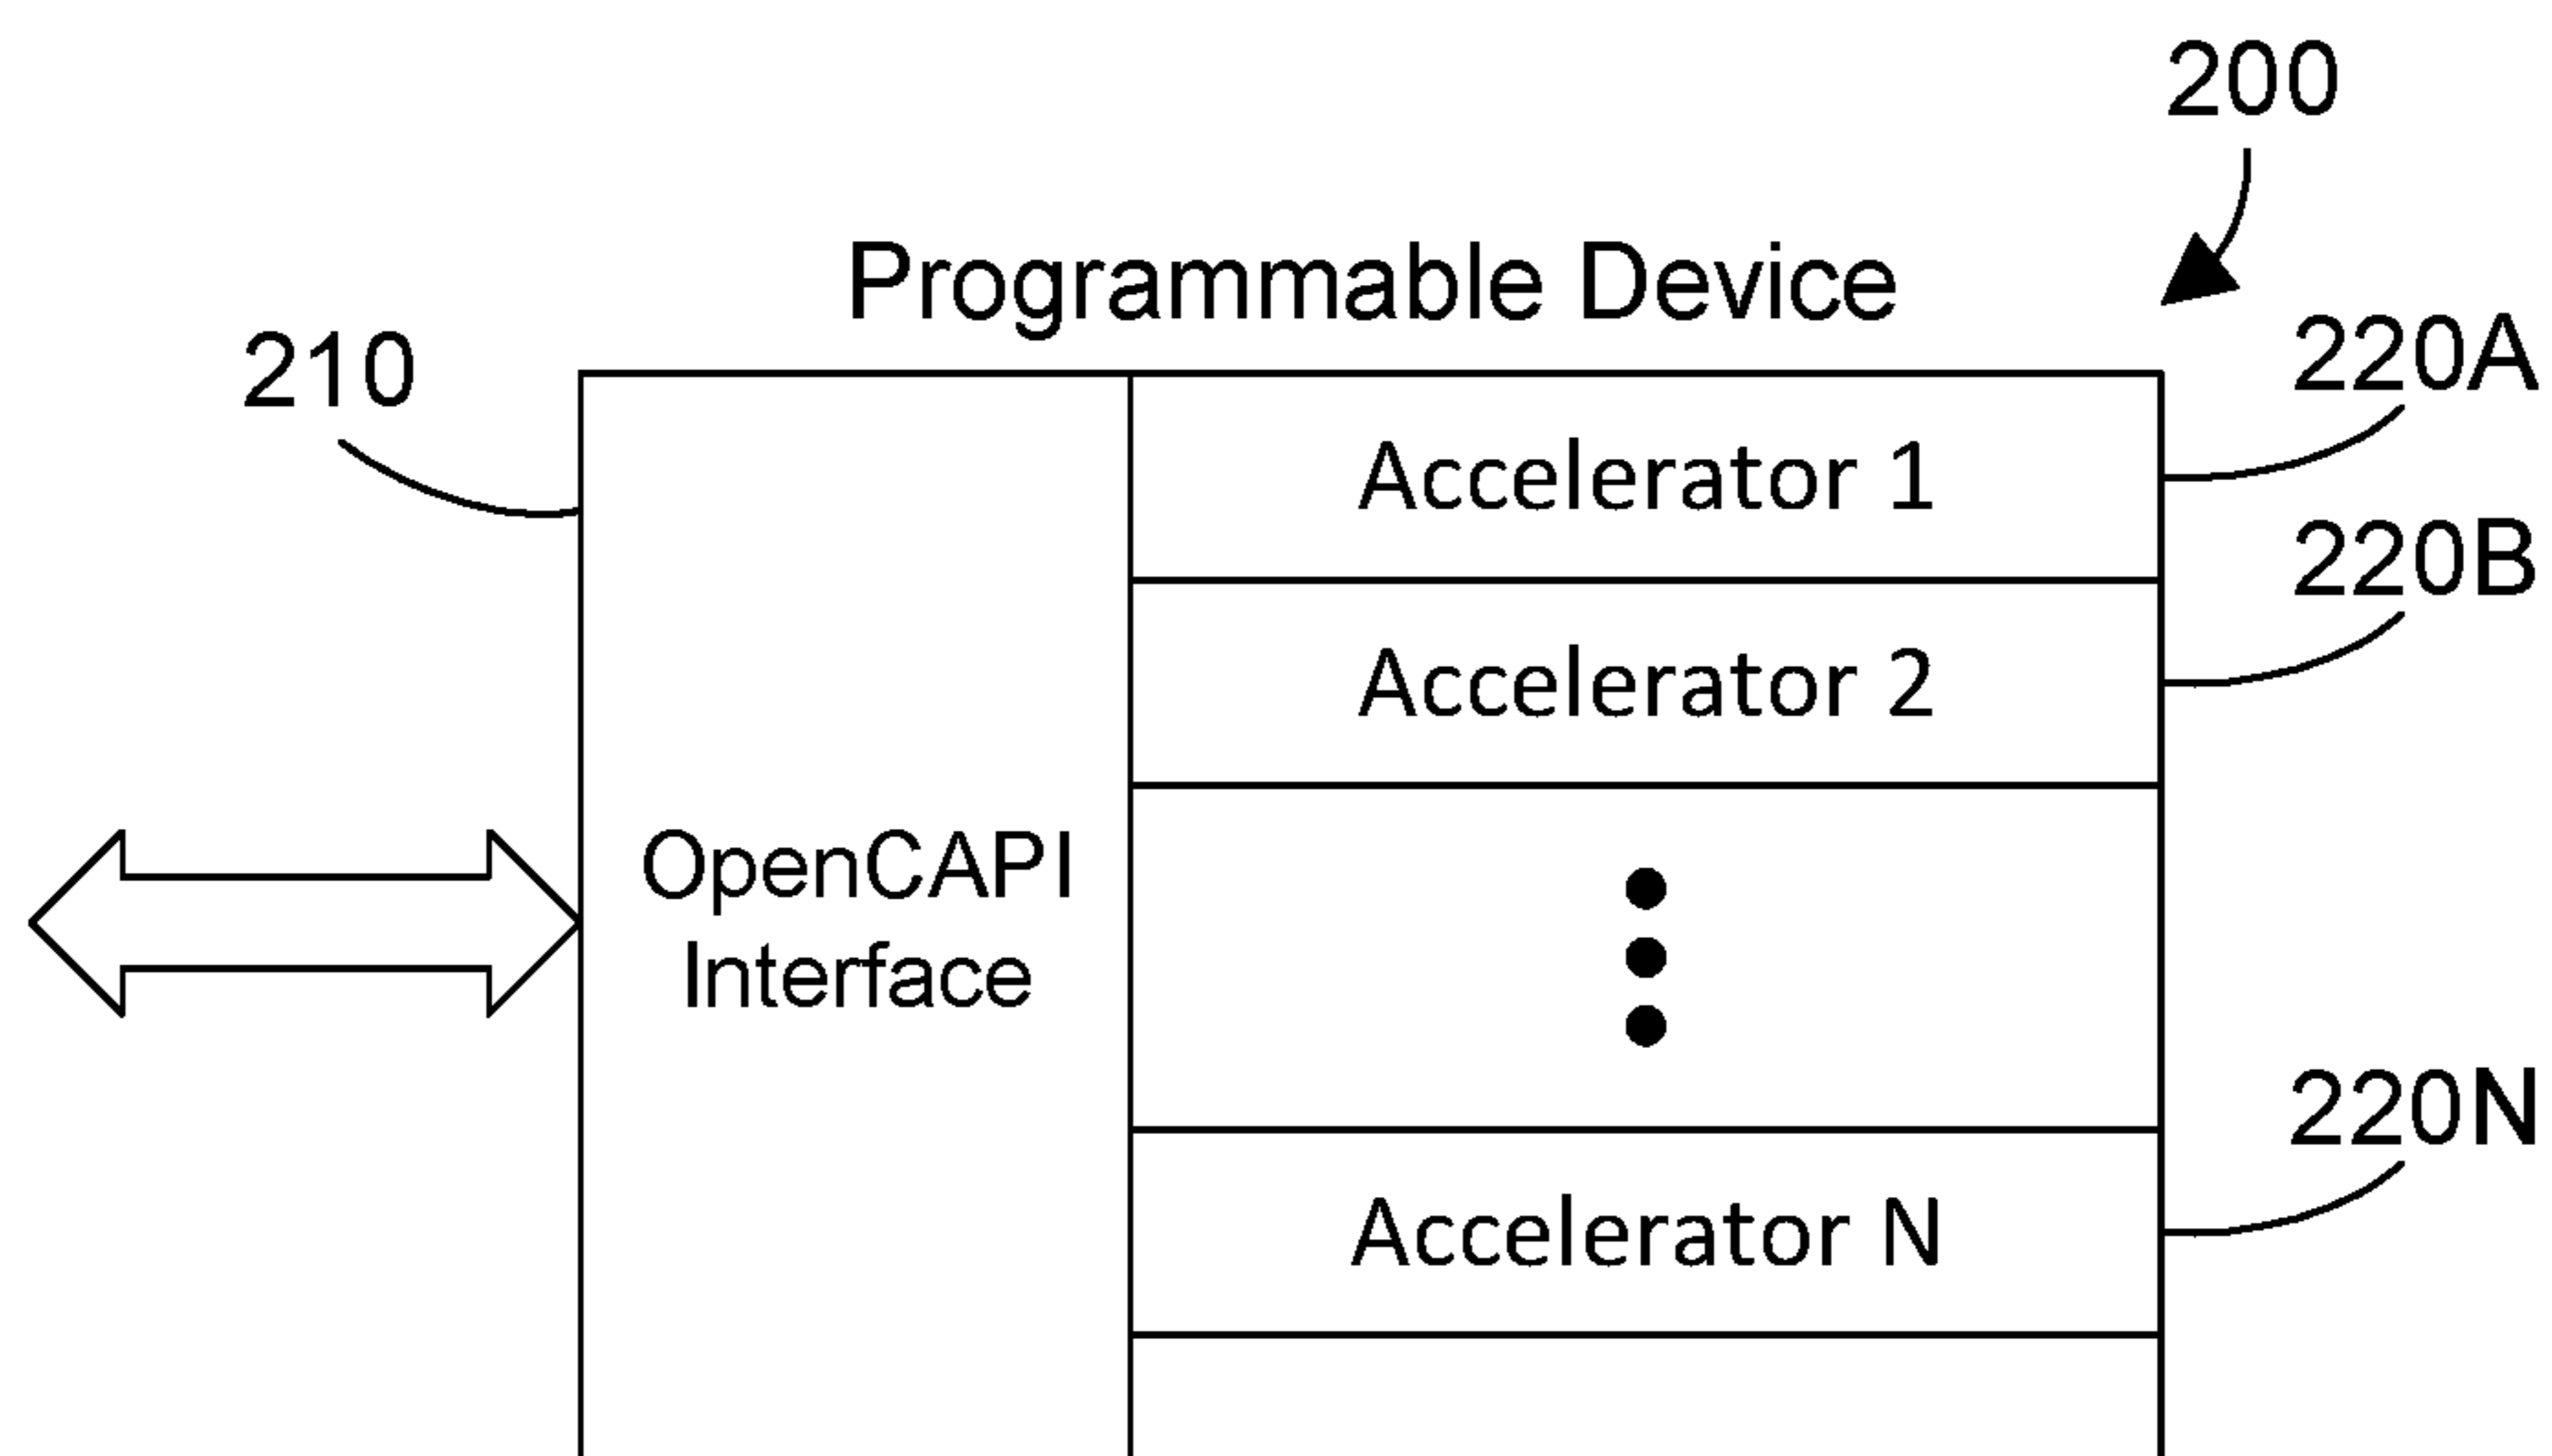 200
Programmable Device
210
220A
Accelerator 1
220B
Accelerator 2
OpenCAPI
Interface
220N
Accelerator N